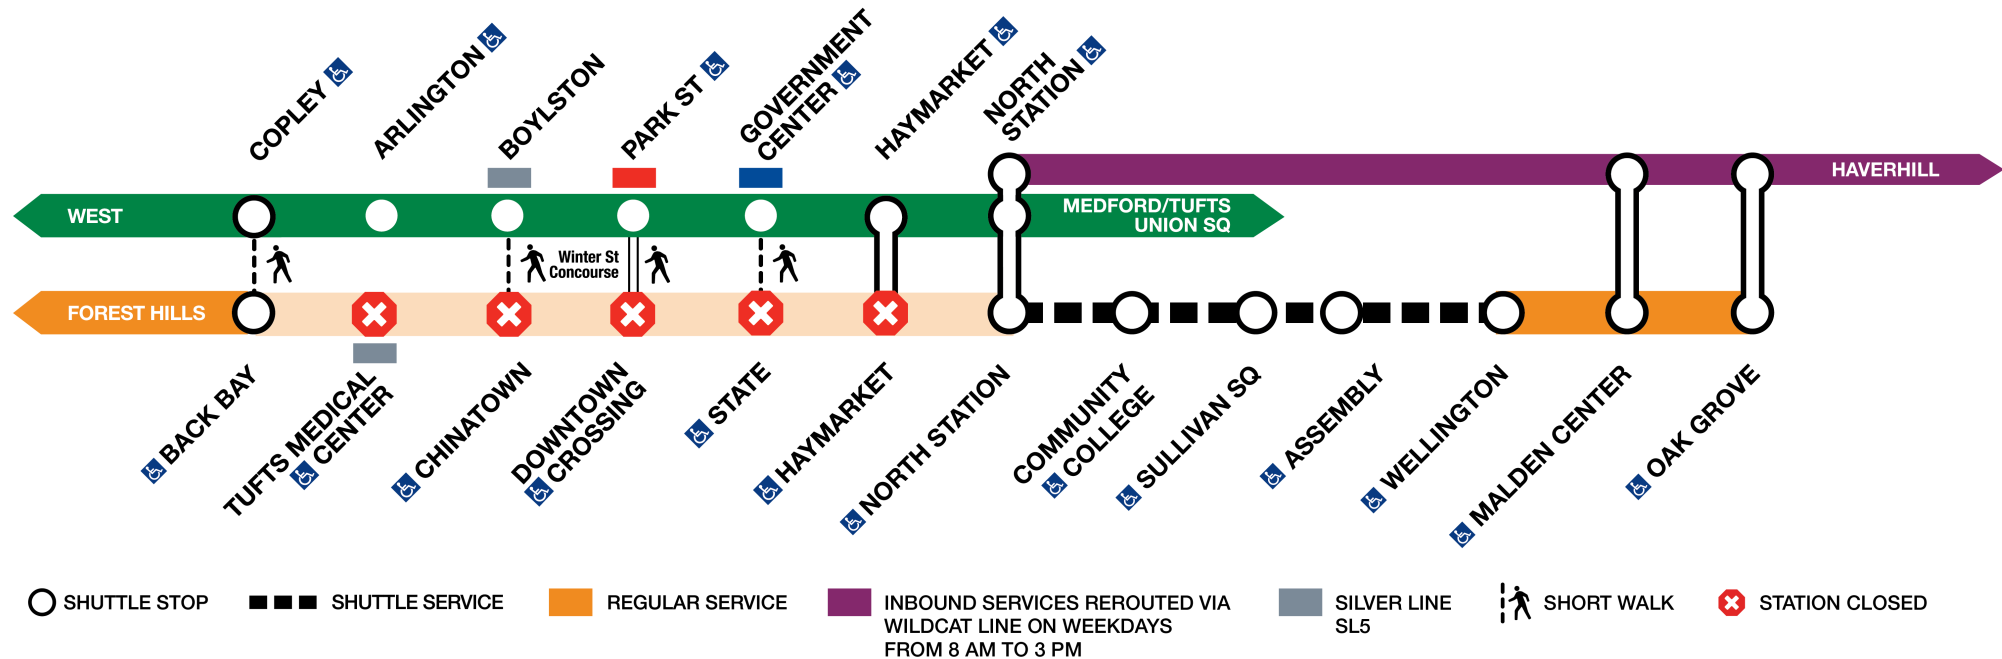 COPLEY
ARLINGTON
BOYLSTON
PARK ST
GOVERNMENT
CENTER
HAYMARKET
NORTH
STATION
HAVERHILL
WEST
MEDFORD/TUFTS
UNION SQ
Winter St
Concourse
FOREST HILLS
BACK BAY
TUFTS MEDICAL
CENTER
CHINATOWN
DOWNTOWN
CROSSING
STATE
HAYMARKET
NORTH STATION
COMMUNITY
COLLEGE
SULLIVAN SQ
ASSEMBLY
WELLINGTON
MALDEN CENTER
OAK GROVE
SHUTTLE STOP
SHUTTLE SERVICE
REGULAR SERVICE
INBOUND SERVICES REROUTED VIA
WILDCAT LINE ON WEEKDAYS
FROM 8 AM TO 3 PM
SILVER LINE
SL5
SHORT WALK
STATION CLOSED